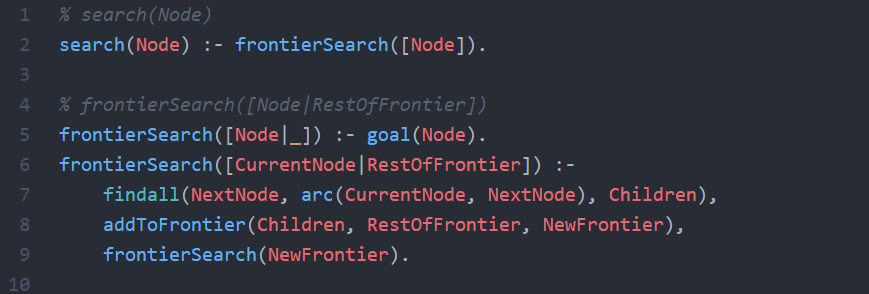 1 % search(Node)
2 search(Node) :- frontierSearch([Node]).
3
4 % frontierSearch([Node|RestOfFrontier])
5 frontierSearch([Node|_]) :- goal(Node).
6 frontierSearch([CurrentNode|RestOfFrontier]) :-
7     findall(NextNode, arc(CurrentNode, NextNode), Children),
8     addToFrontier(Children, RestOfFrontier, NewFrontier),
9     frontierSearch(NewFrontier).
10